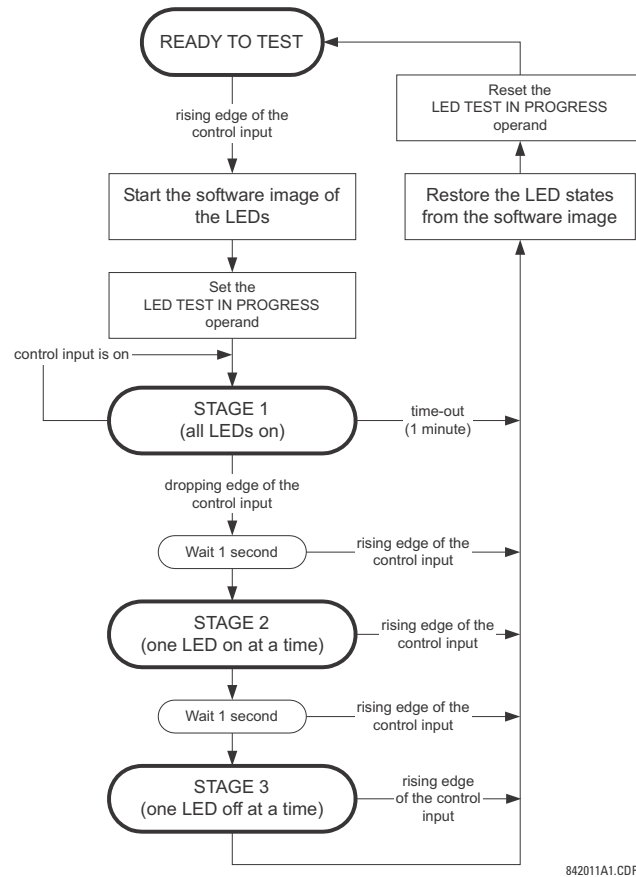 READY TO TEST
rising edge of the
control input
Start the software image of
the LEDs
Set the
LED TEST IN PROGRESS
operand
control input is on
STAGE 1
(all LEDs on)
time-out
(1 minute)
dropping edge of the
control input
Wait 1 second
rising edge of the
control input
STAGE 2
(one LED on at a time)
rising edge of the
control input
Wait 1 second
rising edge of the
control input
STAGE 3
(one LED off at a time)
rising edge
of the control
input
Reset the
LED TEST IN PROGRESS
operand
Restore the LED states
from the software image
842011A1.CDR